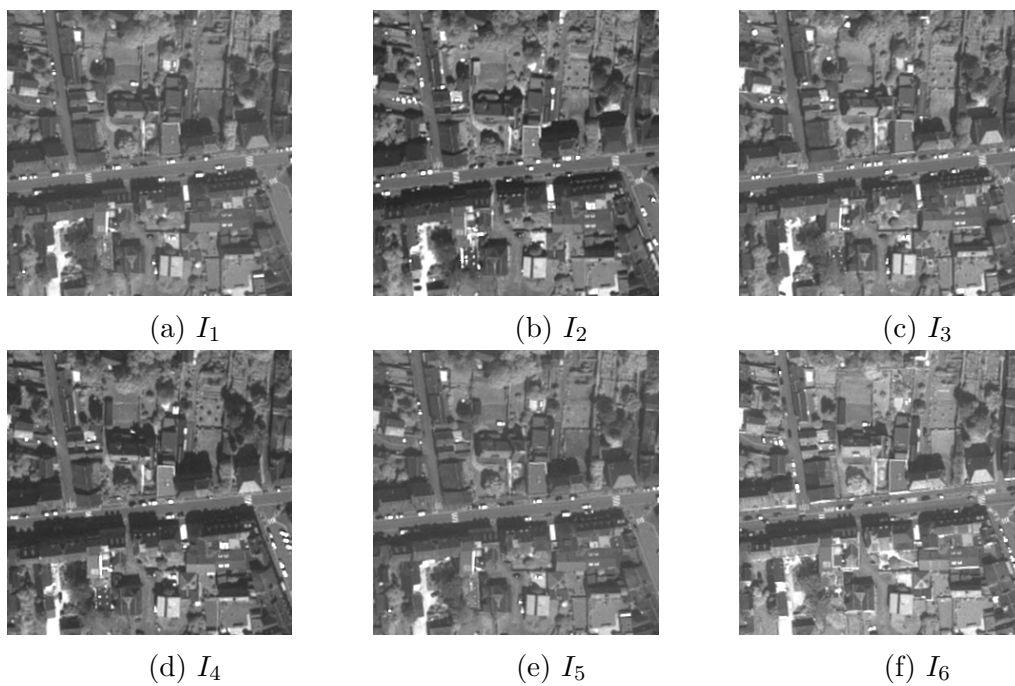 (a) I₁
(b) I₂
(c) I₃
(d) I₄
(e) I₅
(f) I₆